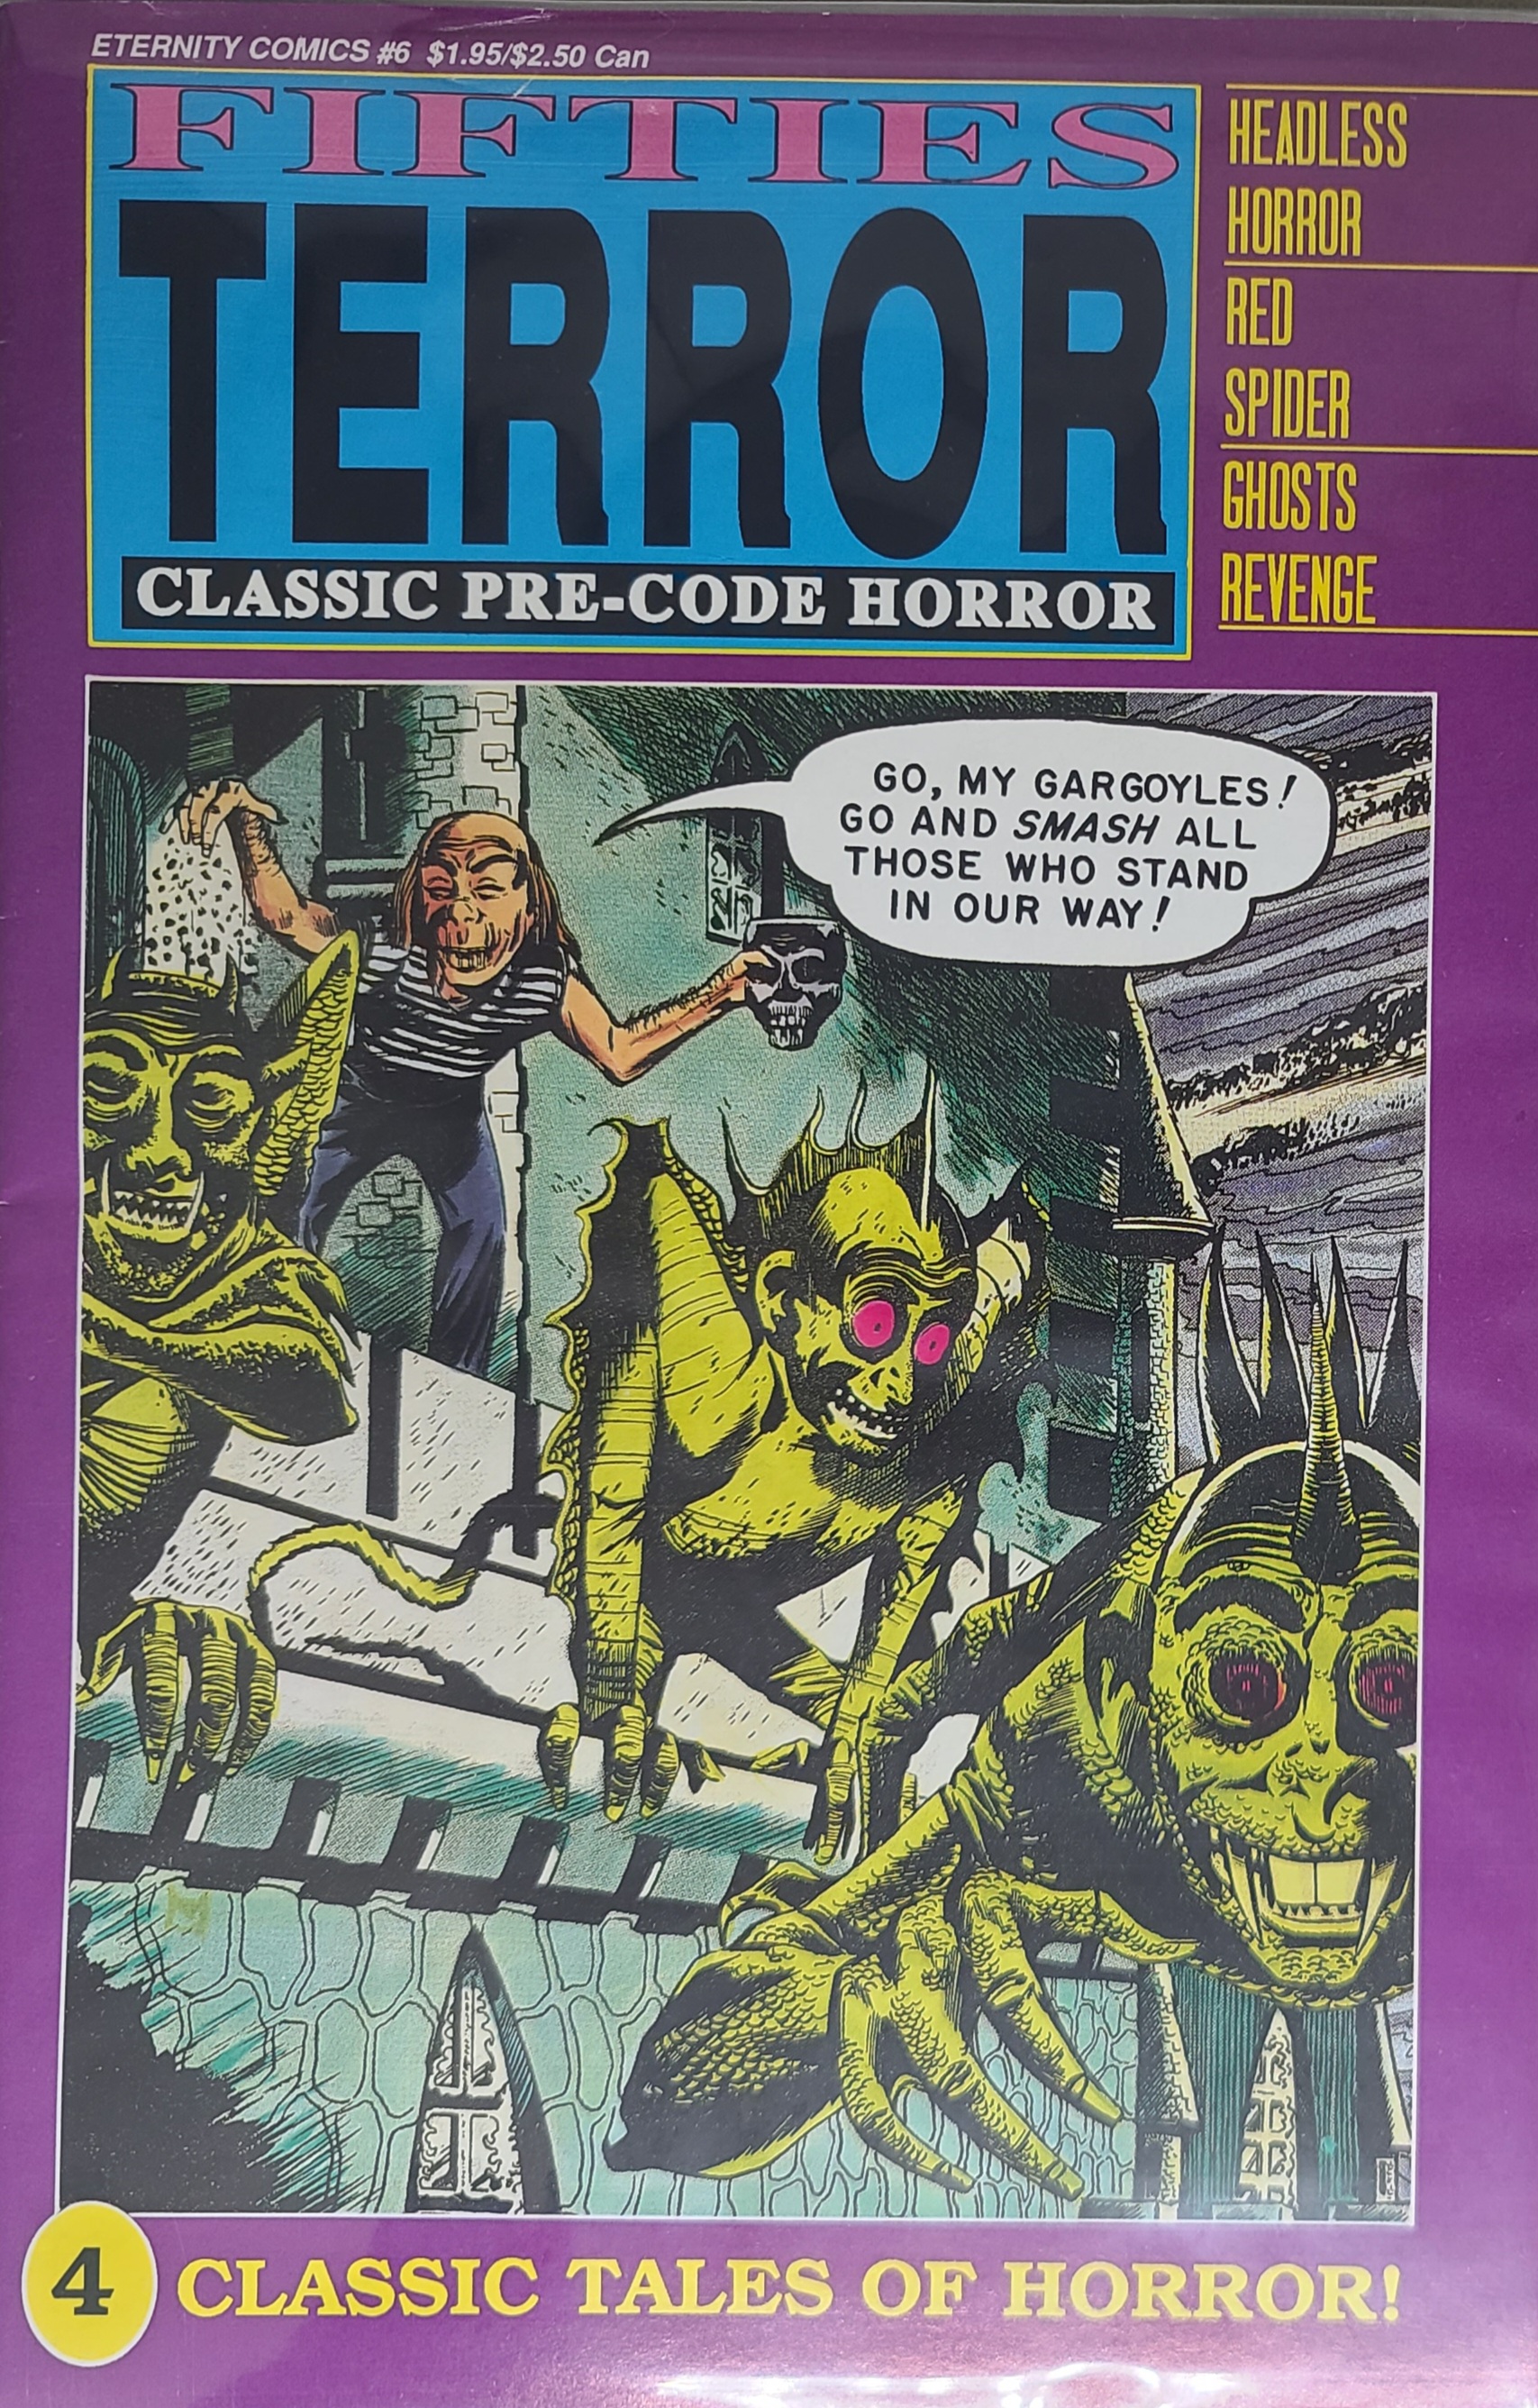 ETERNITY COMICS #6 $1.95/$2.50 Can
FIFTIES
TERROR
CLASSIC PRE-CODE HORROR
HEADLESS
HORROR
RED
SPIDER
GHOSTS
REVENGE
GO, MY GARGOYLES!
GO AND SMASH ALL
THOSE WHO STAND
IN OUR WAY!
4 CLASSIC TALES OF HORROR!